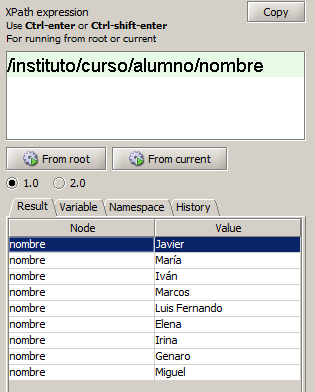 XPath expression
Copy
Use Ctrl-enter or Ctrl-shift-enter
For running from root or current
/instituto/curso/alumno/nombre
From root From current
1.0 2.0
Result Variable Namespace History
Node Value
nombre Javier
nombre María
nombre Iván
nombre Marcos
nombre Luis Fernando
nombre Elena
nombre Irina
nombre Genaro
nombre Miguel